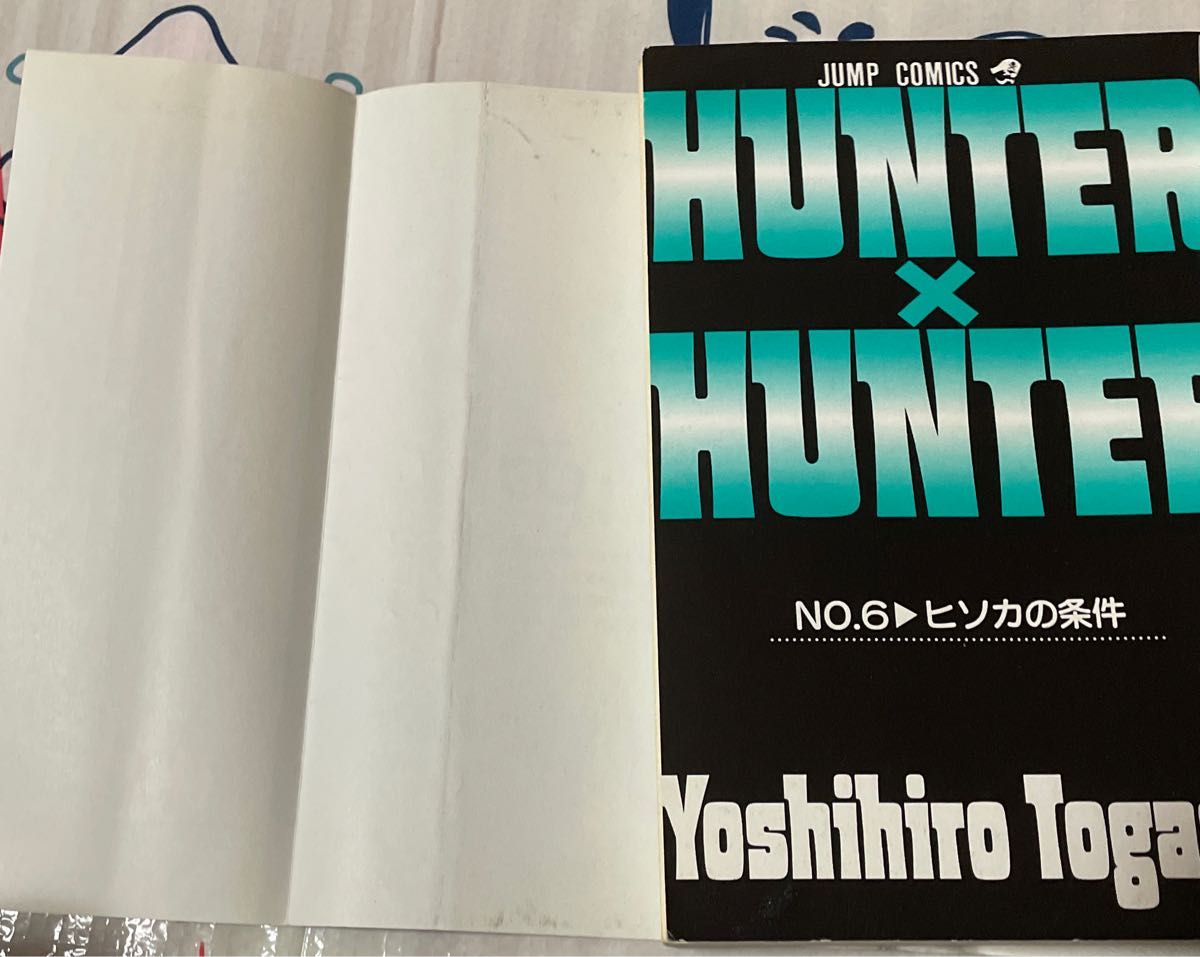 JUMP COMICS
HUNTER
×
HUNTER
NO.6▶ヒソカの条件
Yoshihiro Toga